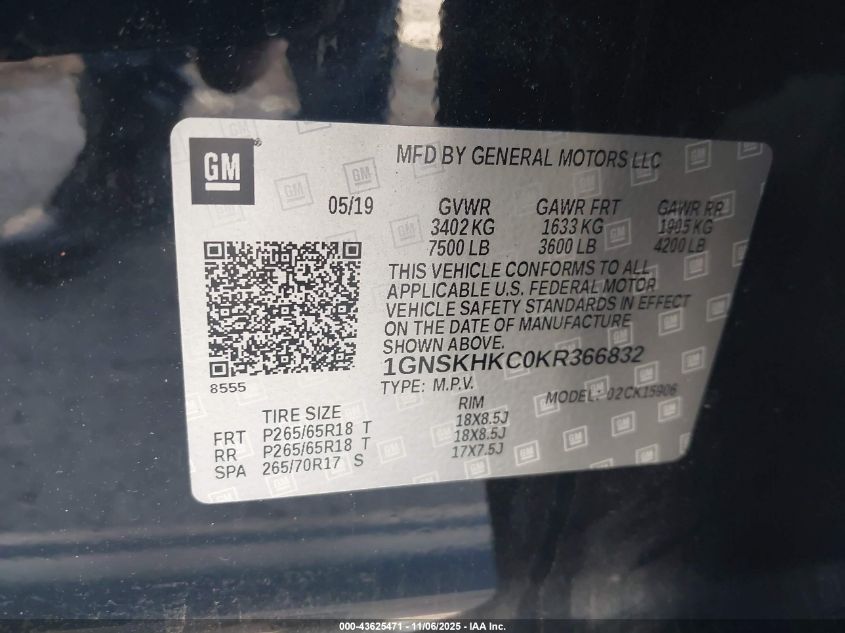 GM
MFD BY GENERAL MOTORS LLC
05/19 GVWR GAWR FRT GAWR RR
3402 KG 1633 KG 1905 KG
7500 LB 3600 LB 4200 LB
THIS VEHICLE CONFORMS TO ALL
APPLICABLE U.S. FEDERAL MOTOR
VEHICLE SAFETY STANDARDS IN EFFECT
ON THE DATE OF MANUFACTURE
SHOWN ABOVE.
1GNSKHKC0KR366832
8555
TYPE: M.P.V. MODEL: 02CK15906
TIRE SIZE RIM
FRT P265/65R18 T 18X8.5J
RR P265/65R18 T 18X8.5J
SPA 265/70R17 S 17X7.5J
000-43625471 - 11/06/2025 - IAA Inc.